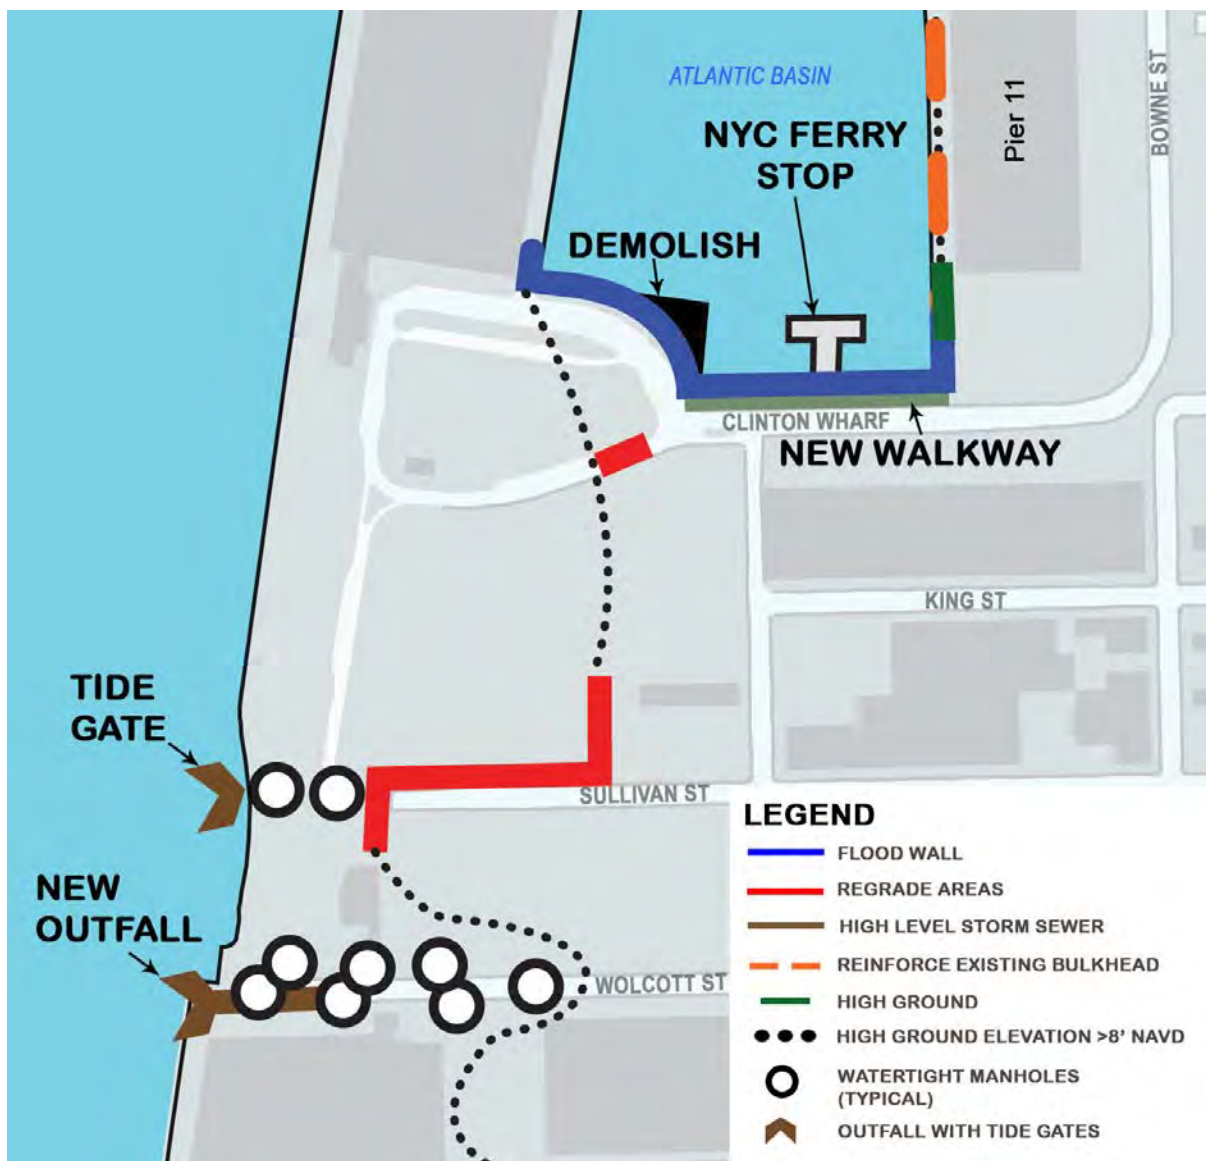 ATLANTIC BASIN
NYC FERRY
STOP
Pier 11
BOWNE ST
DEMOLISH
CLINTON WHARF
NEW WALKWAY
KING ST
TIDE
GATE
SULLIVAN ST
NEW
OUTFALL
WOLCOTT ST
LEGEND
FLOOD WALL
REGRADE AREAS
HIGH LEVEL STORM SEWER
REINFORCE EXISTING BULKHEAD
HIGH GROUND
HIGH GROUND ELEVATION >8' NAVD
WATERTIGHT MANHOLES
(TYPICAL)
OUTFALL WITH TIDE GATES